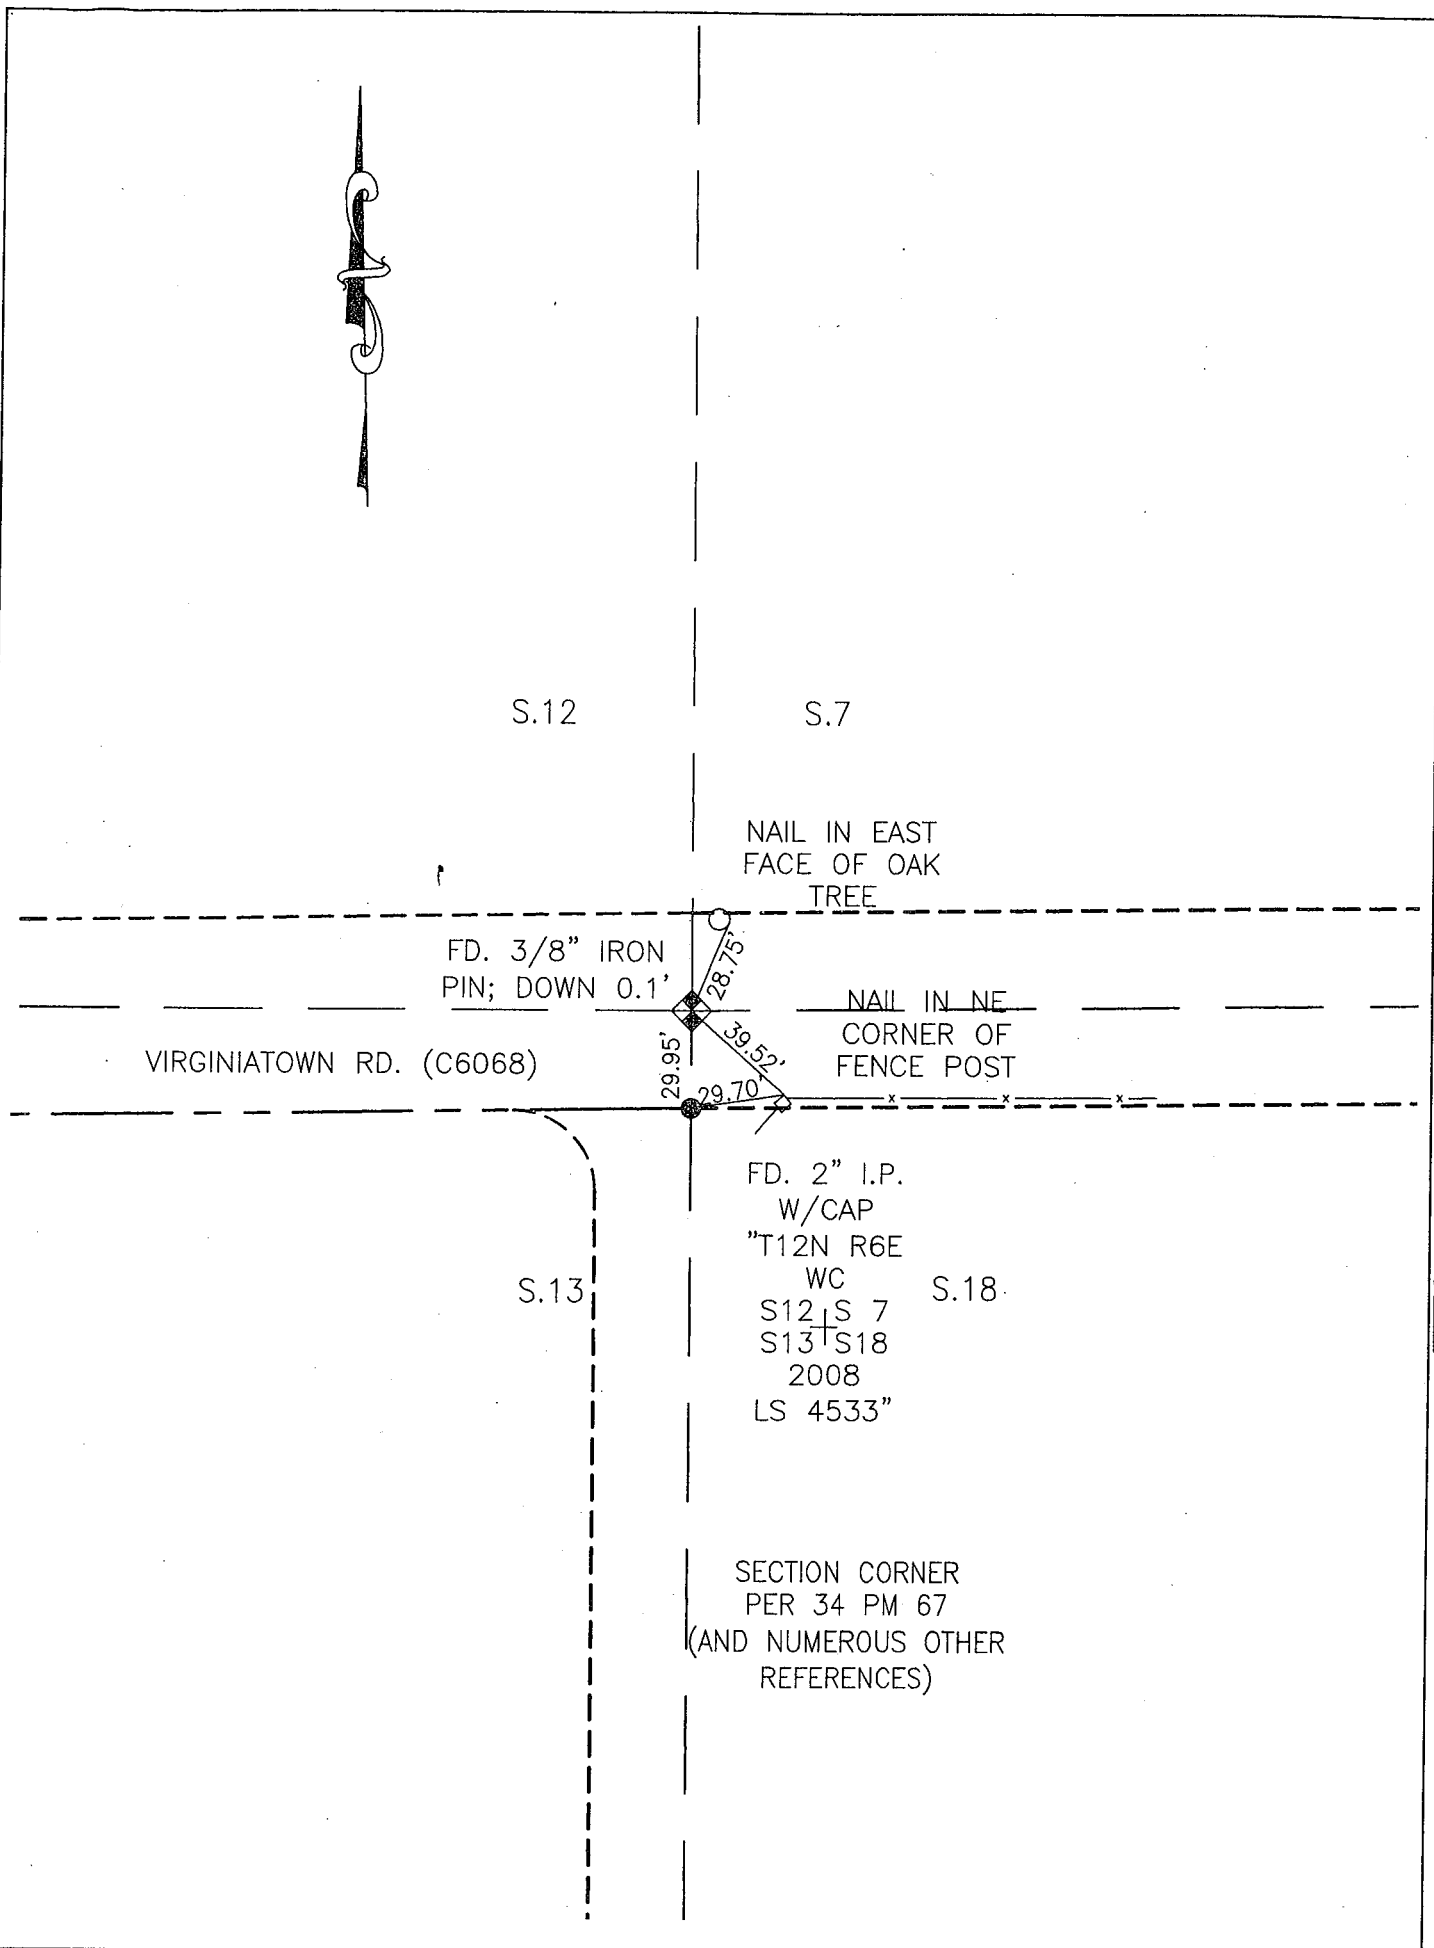 S.12
S.7
NAIL IN EAST
FACE OF OAK
TREE
FD. 3/8" IRON
PIN; DOWN 0.1'
28.75'
NAIL IN NE
CORNER OF
FENCE POST
39.52'
VIRGINIATOWN RD. (C6068)
29.95'
29.70'
x x x
FD. 2" I.P.
W/CAP
"T12N R6E
WC
S12 S 7
S13 S18
2008
LS 4533"
S.13
S.18
SECTION CORNER
PER 34 PM 67
(AND NUMEROUS OTHER
REFERENCES)